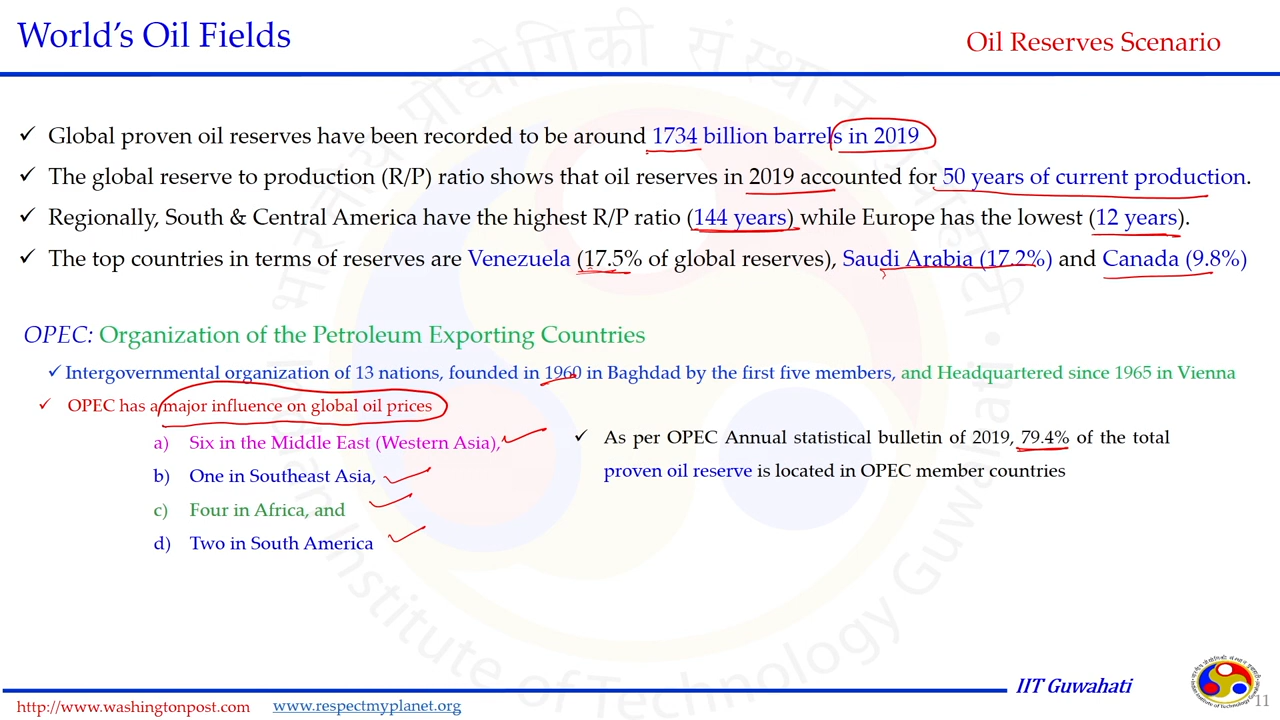 World's Oil Fields
Oil Reserves Scenario
✓ Global proven oil reserves have been recorded to be around 1734 billion barrels in 2019
✓ The global reserve to production (R/P) ratio shows that oil reserves in 2019 accounted for 50 years of current production.
✓ Regionally, South & Central America have the highest R/P ratio (144 years) while Europe has the lowest (12 years).
✓ The top countries in terms of reserves are Venezuela (17.5% of global reserves), Saudi Arabia (17.2%) and Canada (9.8%)
OPEC: Organization of the Petroleum Exporting Countries
✓ Intergovernmental organization of 13 nations, founded in 1960 in Baghdad by the first five members, and Headquartered since 1965 in Vienna
✓ OPEC has a major influence on global oil prices
a) Six in the Middle East (Western Asia),
b) One in Southeast Asia,
c) Four in Africa, and
d) Two in South America
✓ As per OPEC Annual statistical bulletin of 2019, 79.4% of the total
proven oil reserve is located in OPEC member countries
Institute of Technology Guwahati
IIT Guwahati
http://www.washingtonpost.com
www.respectmyplanet.org
11